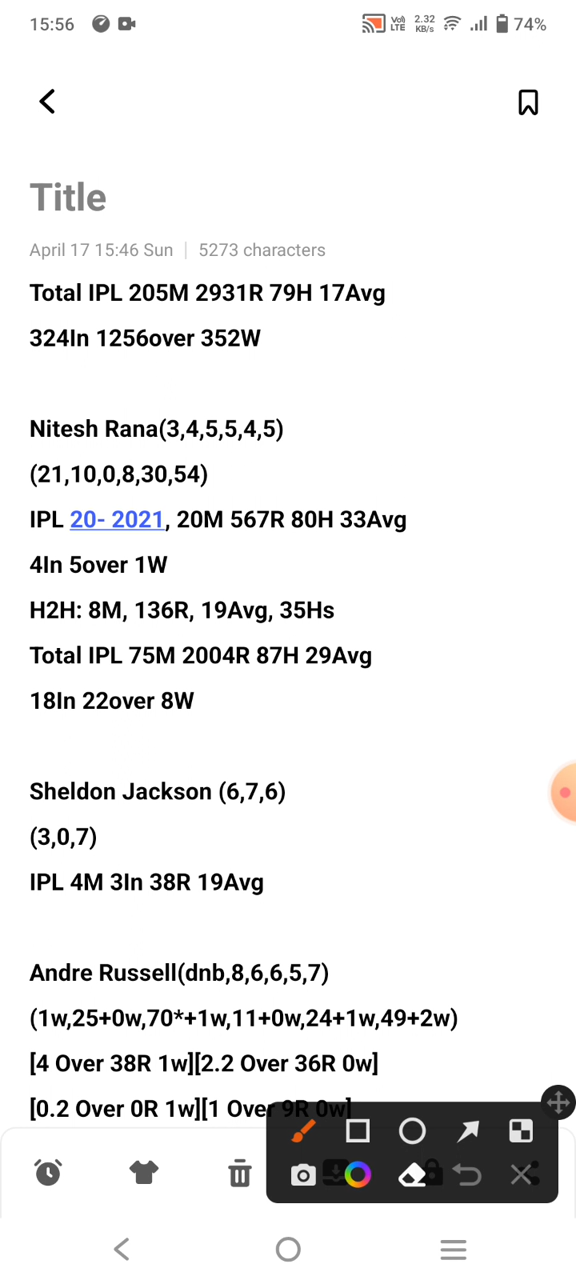 15:56
Vo) LTE 2.32 KB/s 74%
Title
April 17 15:46 Sun | 5273 characters
Total IPL 205M 2931R 79H 17Avg
324In 1256over 352W
Nitesh Rana(3,4,5,5,4,5)
(21,10,0,8,30,54)
IPL 20- 2021, 20M 567R 80H 33Avg
4In 5over 1W
H2H: 8M, 136R, 19Avg, 35Hs
Total IPL 75M 2004R 87H 29Avg
18In 22over 8W
Sheldon Jackson (6,7,6)
(3,0,7)
IPL 4M 3In 38R 19Avg
Andre Russell(dnb,8,6,6,5,7)
(1w,25+0w,70*+1w,11+0w,24+1w,49+2w)
[4 Over 38R 1w][2.2 Over 36R 0w]
[0.2 Over 0R 1w][1 Over 9R 0w]